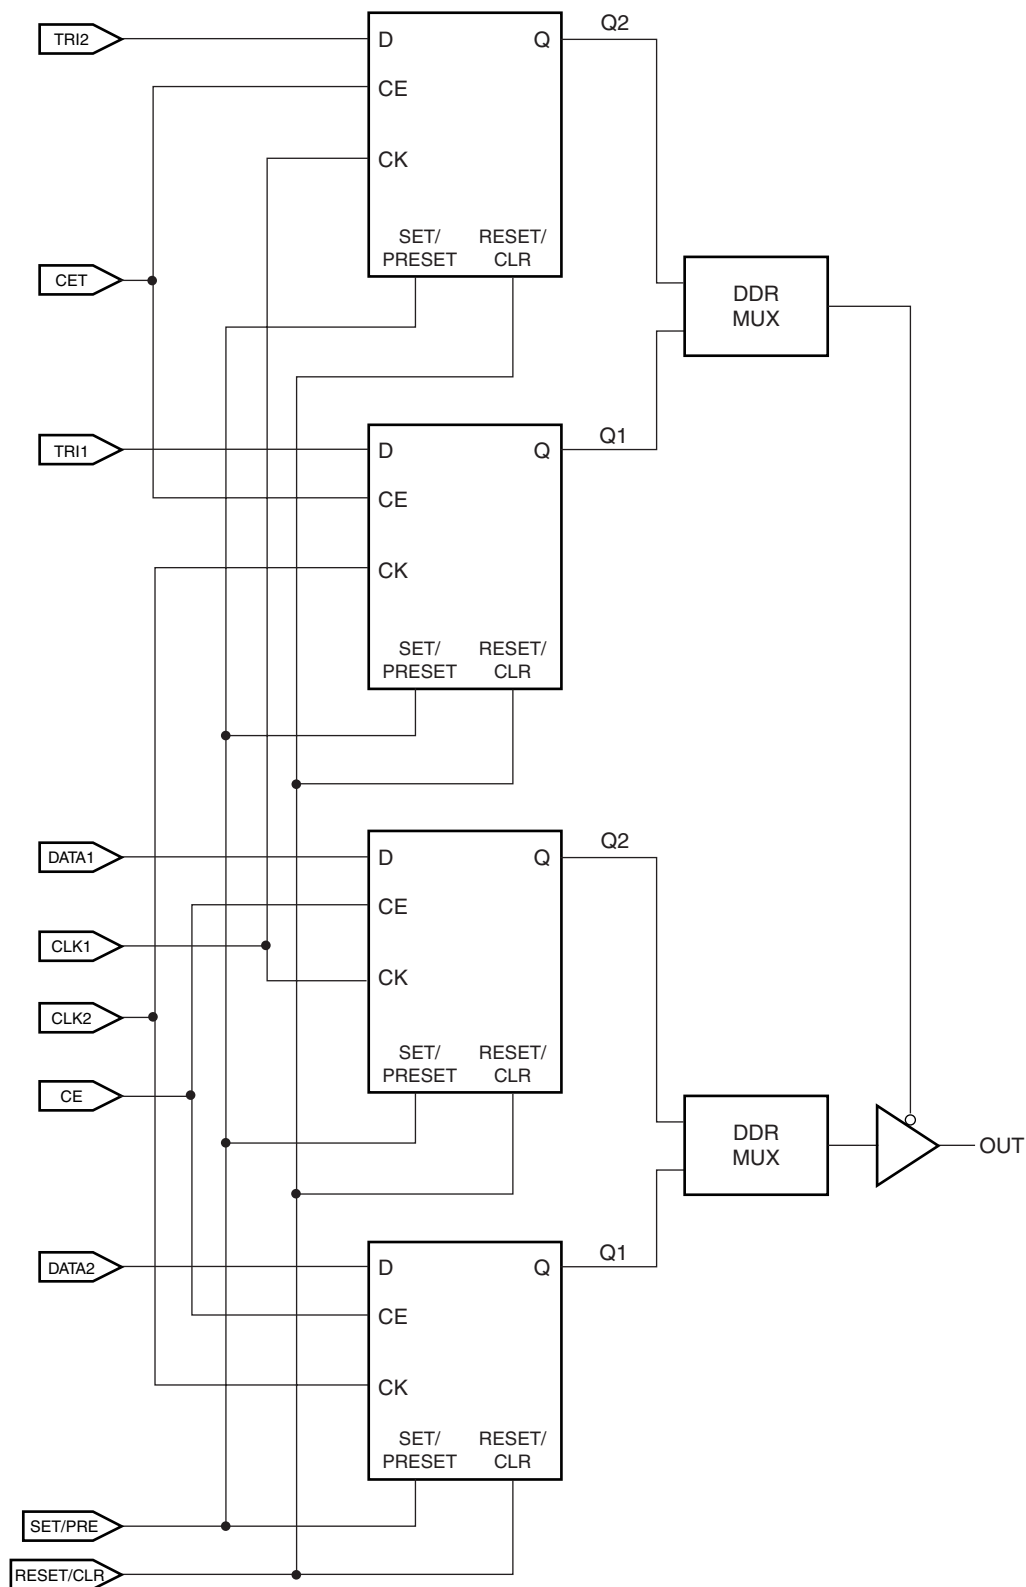 Q2
TRI2
D
Q
CE
CK
SET/
PRESET
RESET/
CLR
CET
DDR
MUX
Q1
TRI1
D
Q
CE
CK
SET/
PRESET
RESET/
CLR
Q2
DATA1
D
Q
CE
CLK1
CK
CLK2
SET/
PRESET
RESET/
CLR
CE
DDR
MUX
OUT
Q1
DATA2
D
Q
CE
CK
SET/
PRESET
RESET/
CLR
SET/PRE
RESET/CLR